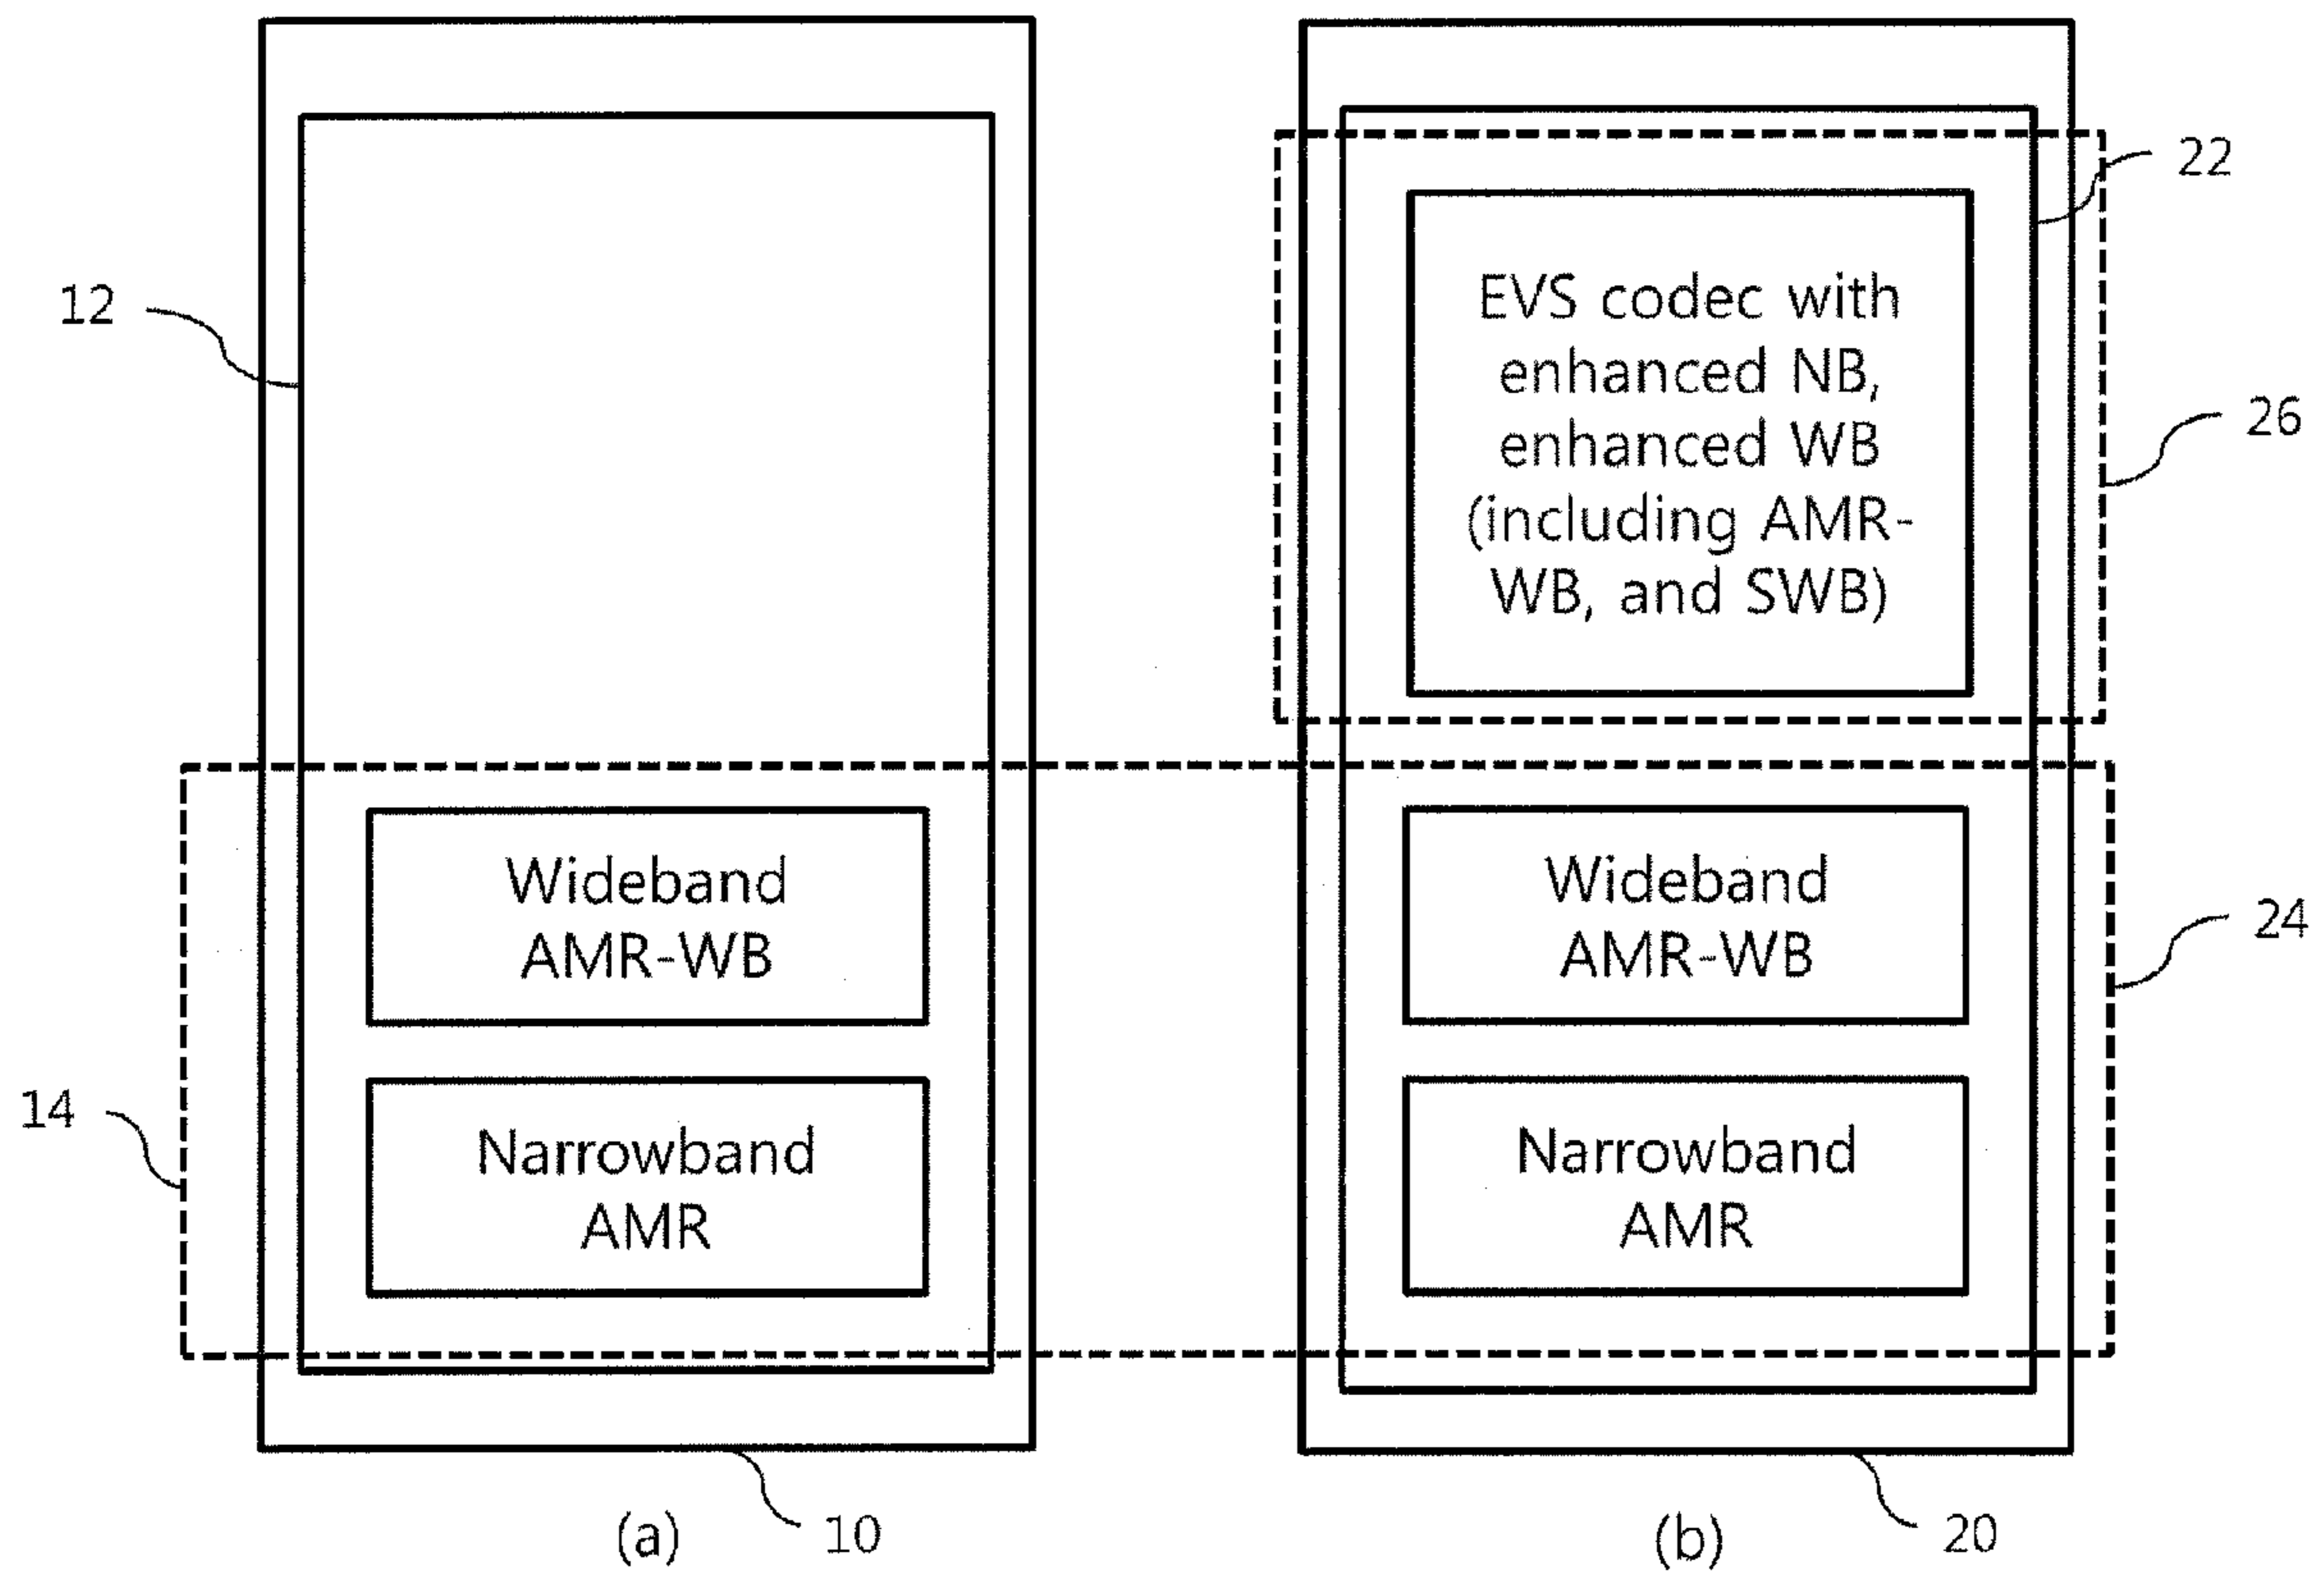 22
EVS codec with
enhanced NB,
enhanced WB
(including AMR-
WB, and SWB)
12
26
Wideband
AMR-WB
Wideband
AMR-WB
24
14
Narrowband
AMR
Narrowband
AMR
(a)
10
(b)
20